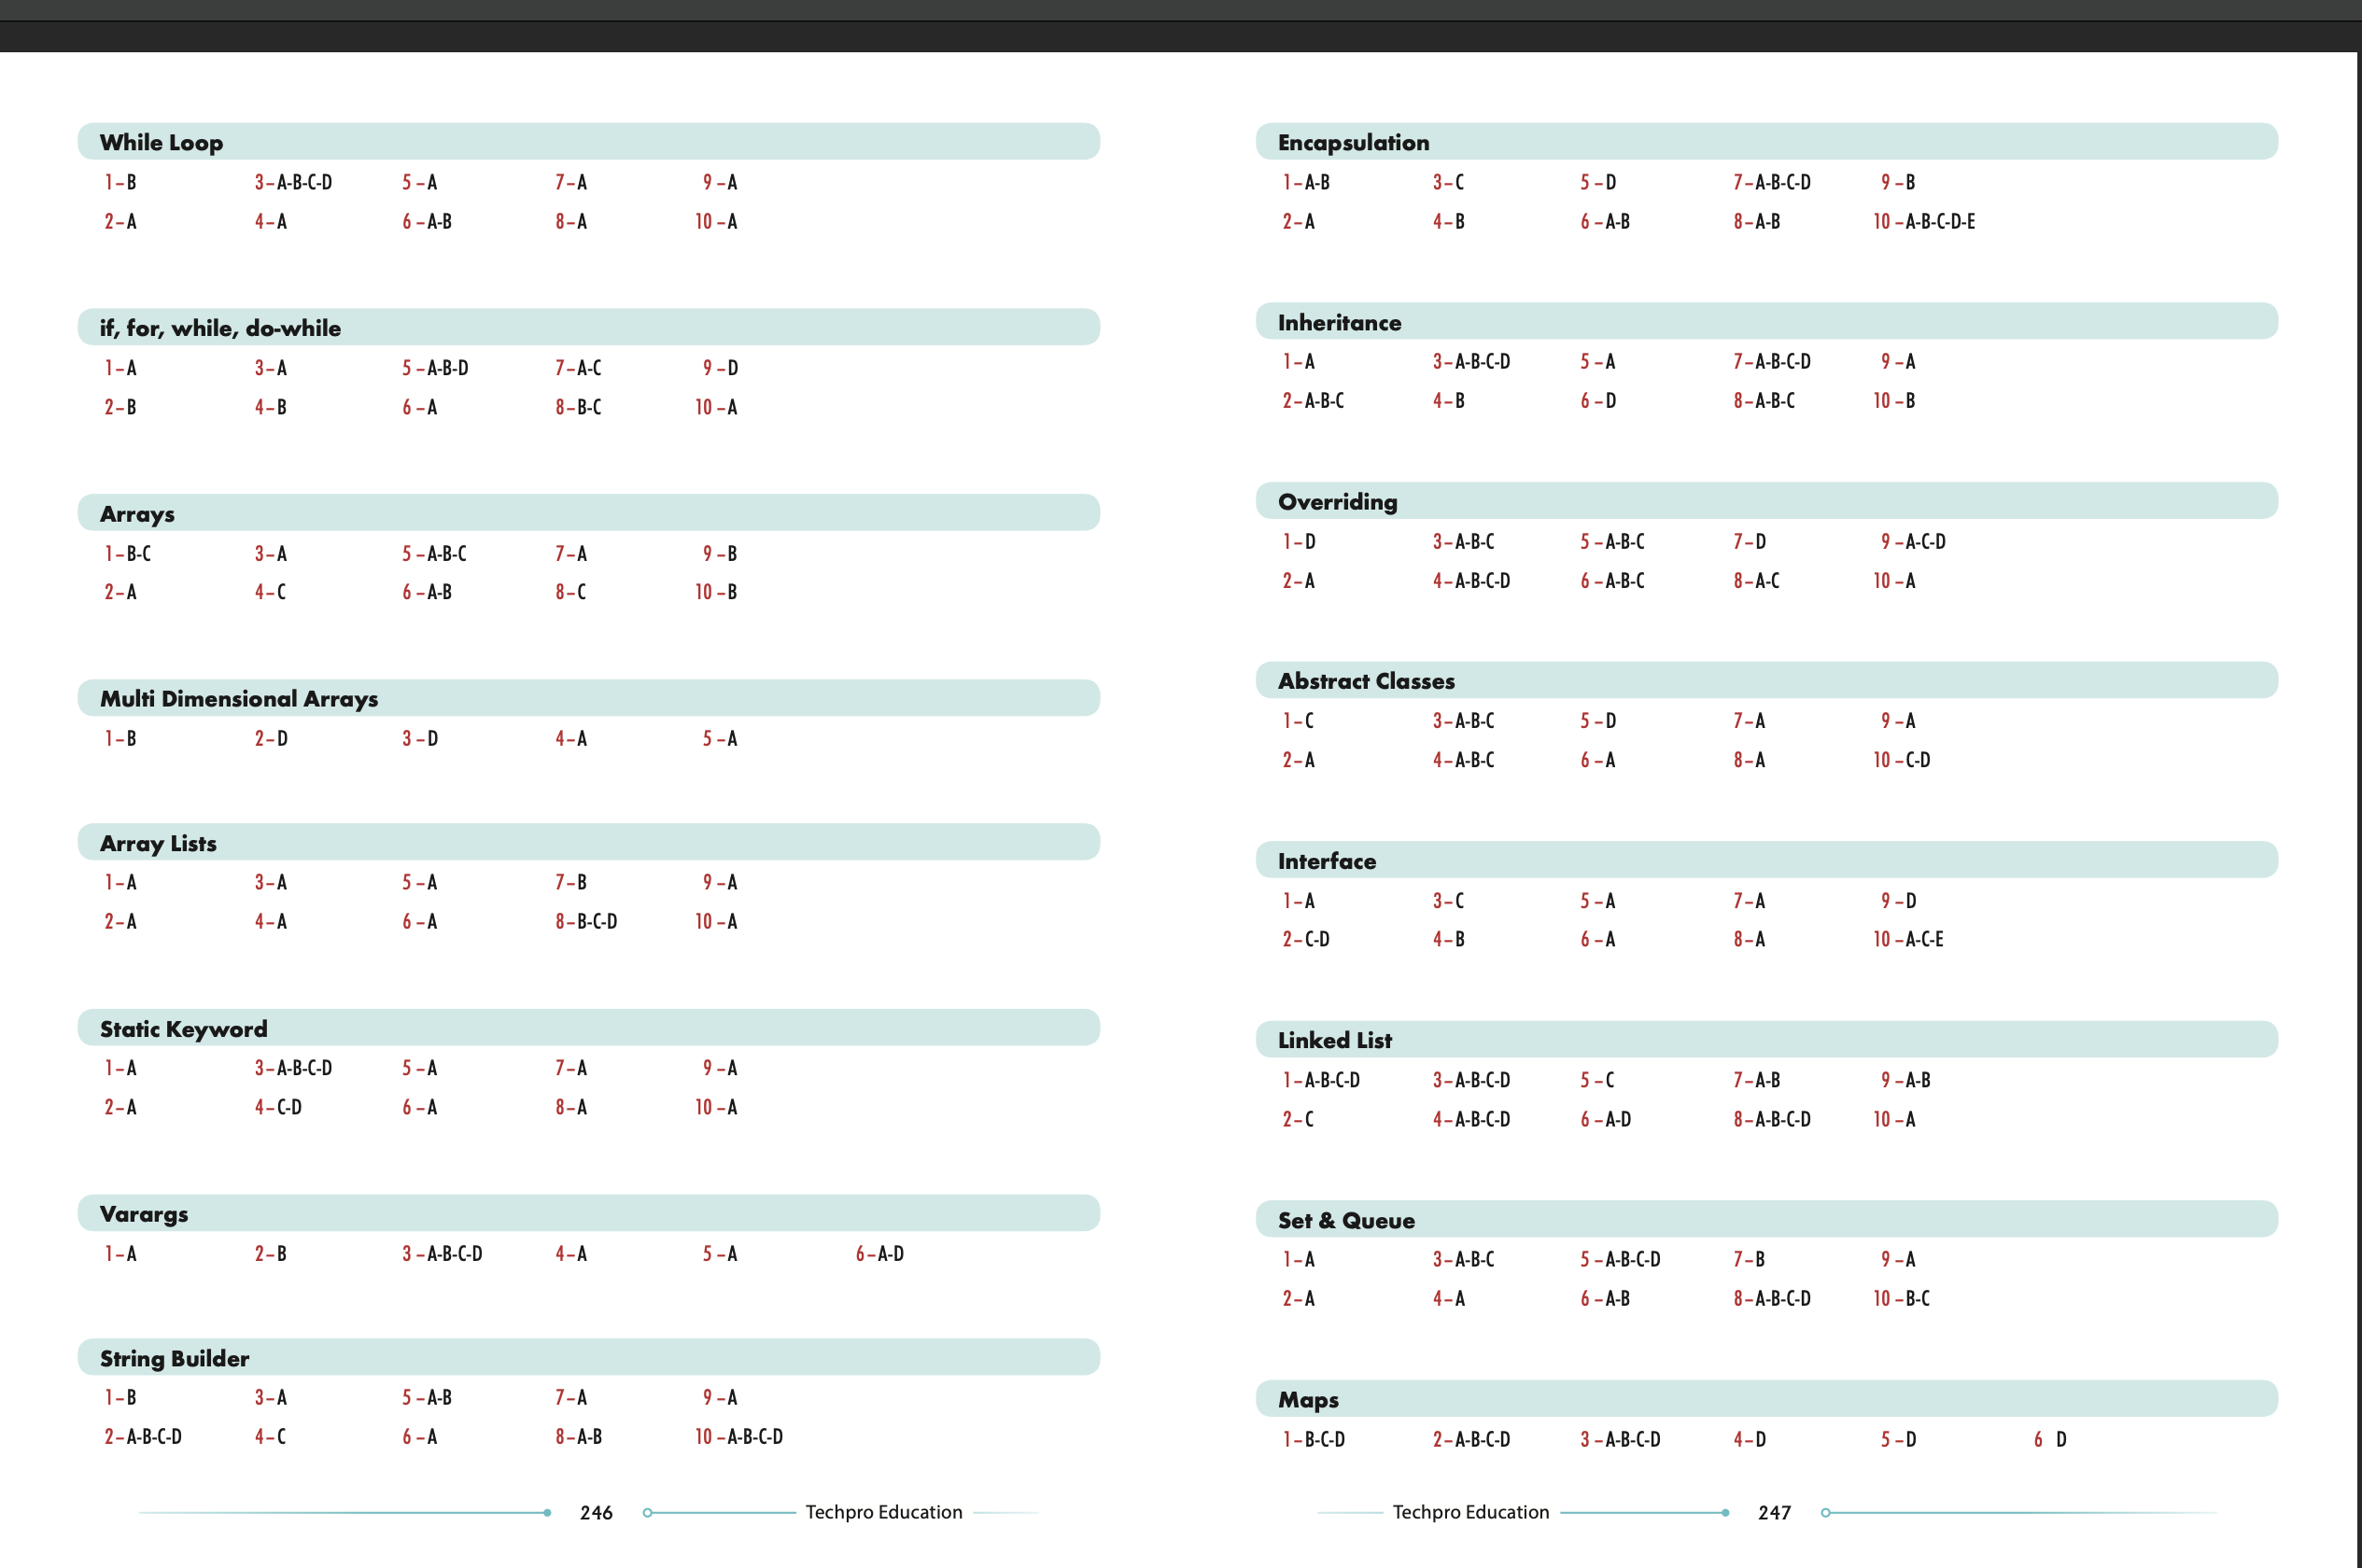 While Loop
1 – B 3 – A-B-C-D 5 – A 7 – A 9 – A
2 – A 4 – A 6 – A-B 8 – A 10 – A
if, for, while, do-while
1 – A 3 – A 5 – A-B-D 7 – A-C 9 – D
2 – B 4 – B 6 – A 8 – B-C 10 – A
Arrays
1 – B-C 3 – A 5 – A-B-C 7 – A 9 – B
2 – A 4 – C 6 – A-B 8 – C 10 – B
Multi Dimensional Arrays
1 – B 2 – D 3 – D 4 – A 5 – A
Array Lists
1 – A 3 – A 5 – A 7 – B 9 – A
2 – A 4 – A 6 – A 8 – B-C-D 10 – A
Static Keyword
1 – A 3 – A-B-C-D 5 – A 7 – A 9 – A
2 – A 4 – C-D 6 – A 8 – A 10 – A
Varargs
1 – A 2 – B 3 – A-B-C-D 4 – A 5 – A 6 – A-D
String Builder
1 – B 3 – A 5 – A-B 7 – A 9 – A
2 – A-B-C-D 4 – C 6 – A 8 – A-B 10 – A-B-C-D
246 Techpro Education
Encapsulation
1 – A-B 3 – C 5 – D 7 – A-B-C-D 9 – B
2 – A 4 – B 6 – A-B 8 – A-B 10 – A-B-C-D-E
Inheritance
1 – A 3 – A-B-C-D 5 – A 7 – A-B-C-D 9 – A
2 – A-B-C 4 – B 6 – D 8 – A-B-C 10 – B
Overriding
1 – D 3 – A-B-C 5 – A-B-C 7 – D 9 – A-C-D
2 – A 4 – A-B-C-D 6 – A-B-C 8 – A-C 10 – A
Abstract Classes
1 – C 3 – A-B-C 5 – D 7 – A 9 – A
2 – A 4 – A-B-C 6 – A 8 – A 10 – C-D
Interface
1 – A 3 – C 5 – A 7 – A 9 – D
2 – C-D 4 – B 6 – A 8 – A 10 – A-C-E
Linked List
1 – A-B-C-D 3 – A-B-C-D 5 – C 7 – A-B 9 – A-B
2 – C 4 – A-B-C-D 6 – A-D 8 – A-B-C-D 10 – A
Set & Queue
1 – A 3 – A-B-C 5 – A-B-C-D 7 – B 9 – A
2 – A 4 – A 6 – A-B 8 – A-B-C-D 10 – B-C
Maps
1 – B-C-D 2 – A-B-C-D 3 – A-B-C-D 4 – D 5 – D 6 D
Techpro Education 247